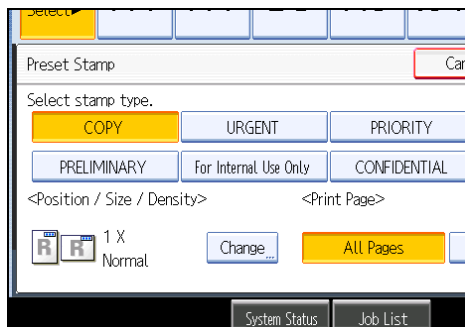 Select▶
Preset Stamp
Select stamp type.
COPY URGENT PRIORITY
PRELIMINARY For Internal Use Only CONFIDENTIAL
<Position / Size / Density> <Print Page>
R R 1 X
Normal Change... All Pages
System Status Job List